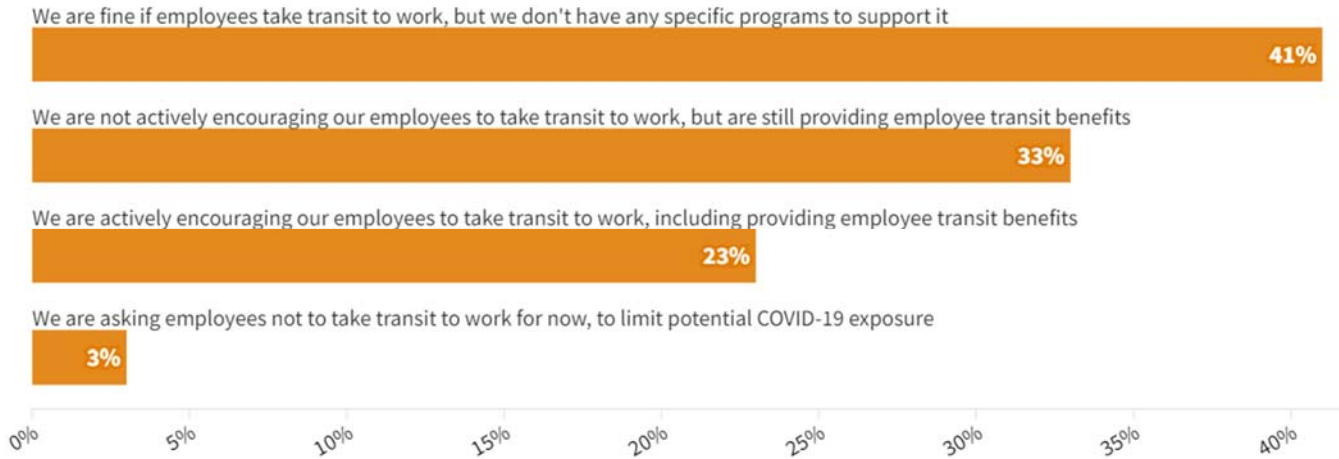 We are fine if employees take transit to work, but we don't have any specific programs to support it
41%
We are not actively encouraging our employees to take transit to work, but are still providing employee transit benefits
33%
We are actively encouraging our employees to take transit to work, including providing employee transit benefits
23%
We are asking employees not to take transit to work for now, to limit potential COVID-19 exposure
3%
0% 5% 10% 15% 20% 25% 30% 35% 40%